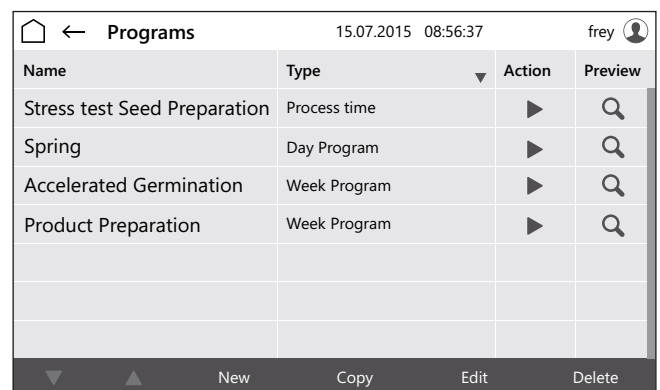 Programs 15.07.2015 08:56:37 frey
Name Type Action Preview
Stress test Seed Preparation Process time
Spring Day Program
Accelerated Germination Week Program
Product Preparation Week Program
New Copy Edit Delete